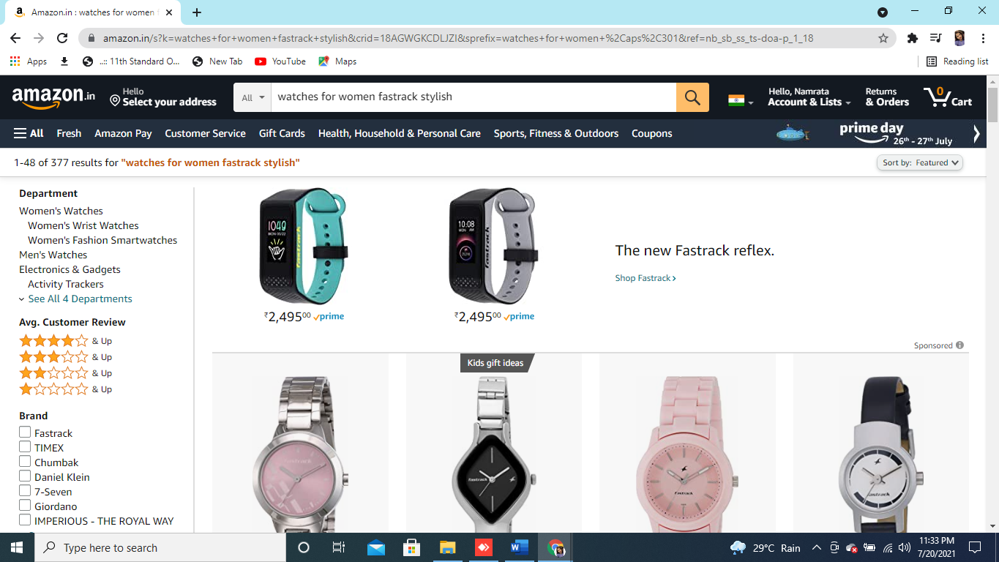 Amazon.in : watches for women f
amazon.in/s?k=watches+for+women+fastrack+stylish&crid=18AGWGKCDLJZI&sprefix=watches+for+women+%2Caps%2C301&ref=nb_sb_ss_ts-doa-p_1_18
Apps ..:: 11th Standard O... New Tab YouTube Maps Reading list
amazon.in Hello Select your address All watches for women fastrack stylish Hello, Namrata Account & Lists Returns & Orders 0 Cart
All Fresh Amazon Pay Customer Service Gift Cards Health, Household & Personal Care Sports, Fitness & Outdoors Coupons prime day 26th - 27th July
1-48 of 377 results for "watches for women fastrack stylish" Sort by: Featured
Department
Women's Watches
Women's Wrist Watches
Women's Fashion Smartwatches
Men's Watches
Electronics & Gadgets
Activity Trackers
See All 4 Departments
Avg. Customer Review
& Up
& Up
& Up
& Up
Brand
Fastrack
TIMEX
Chumbak
Daniel Klein
7-Seven
Giordano
IMPERIOUS - THE ROYAL WAY
10:49
fastrack
10:08
fastrack
₹2,49500 prime
₹2,49500 prime
The new Fastrack reflex.
Shop Fastrack
Sponsored
Kids gift ideas
fastrack
fastrack
fastrack
fastrack
Type here to search 29°C Rain 11:33 PM
7/20/2021